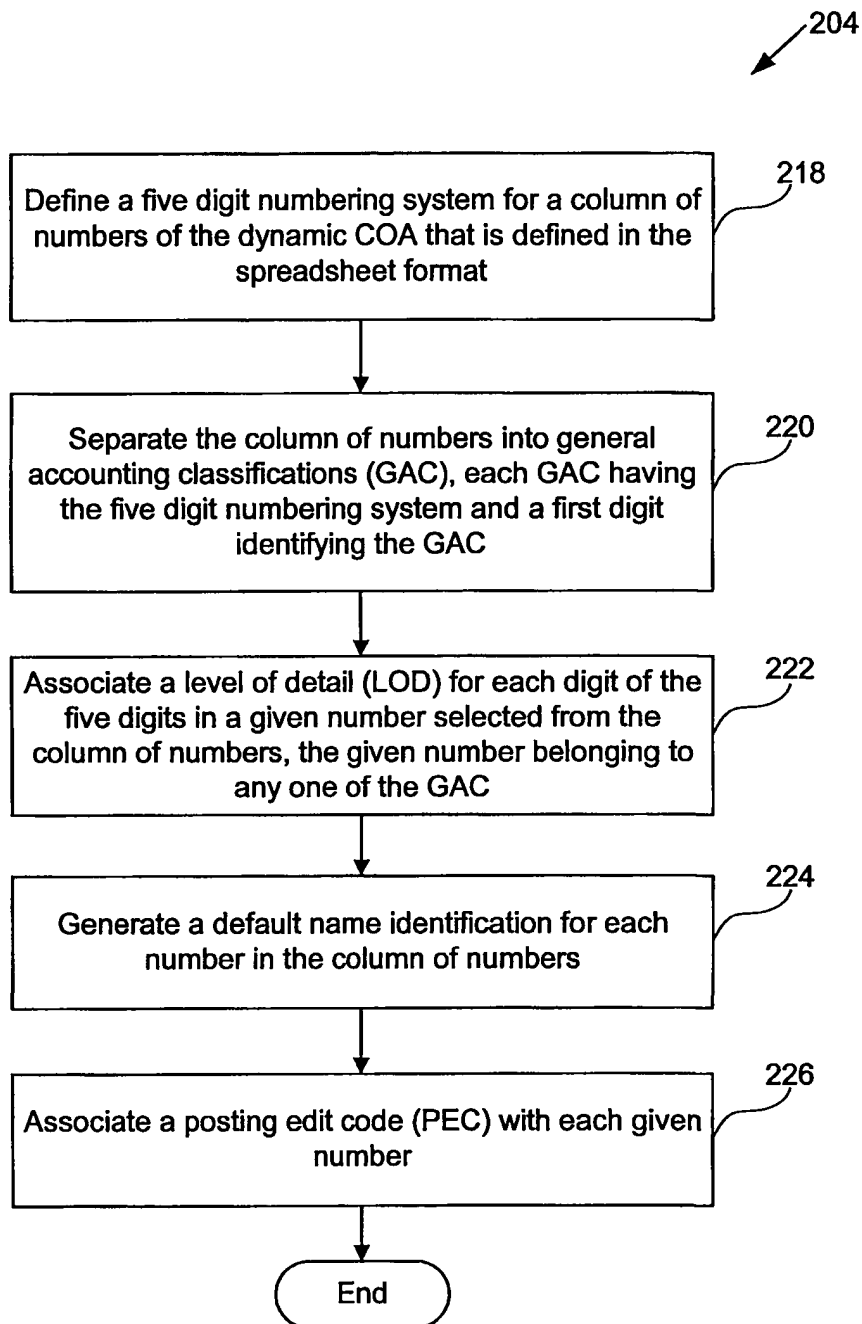 204
218
Define a five digit numbering system for a column of
numbers of the dynamic COA that is defined in the
spreadsheet format
220
Separate the column of numbers into general
accounting classifications (GAC), each GAC having
the five digit numbering system and a first digit
identifying the GAC
222
Associate a level of detail (LOD) for each digit of the
five digits in a given number selected from the
column of numbers, the given number belonging to
any one of the GAC
224
Generate a default name identification for each
number in the column of numbers
226
Associate a posting edit code (PEC) with each given
number
End